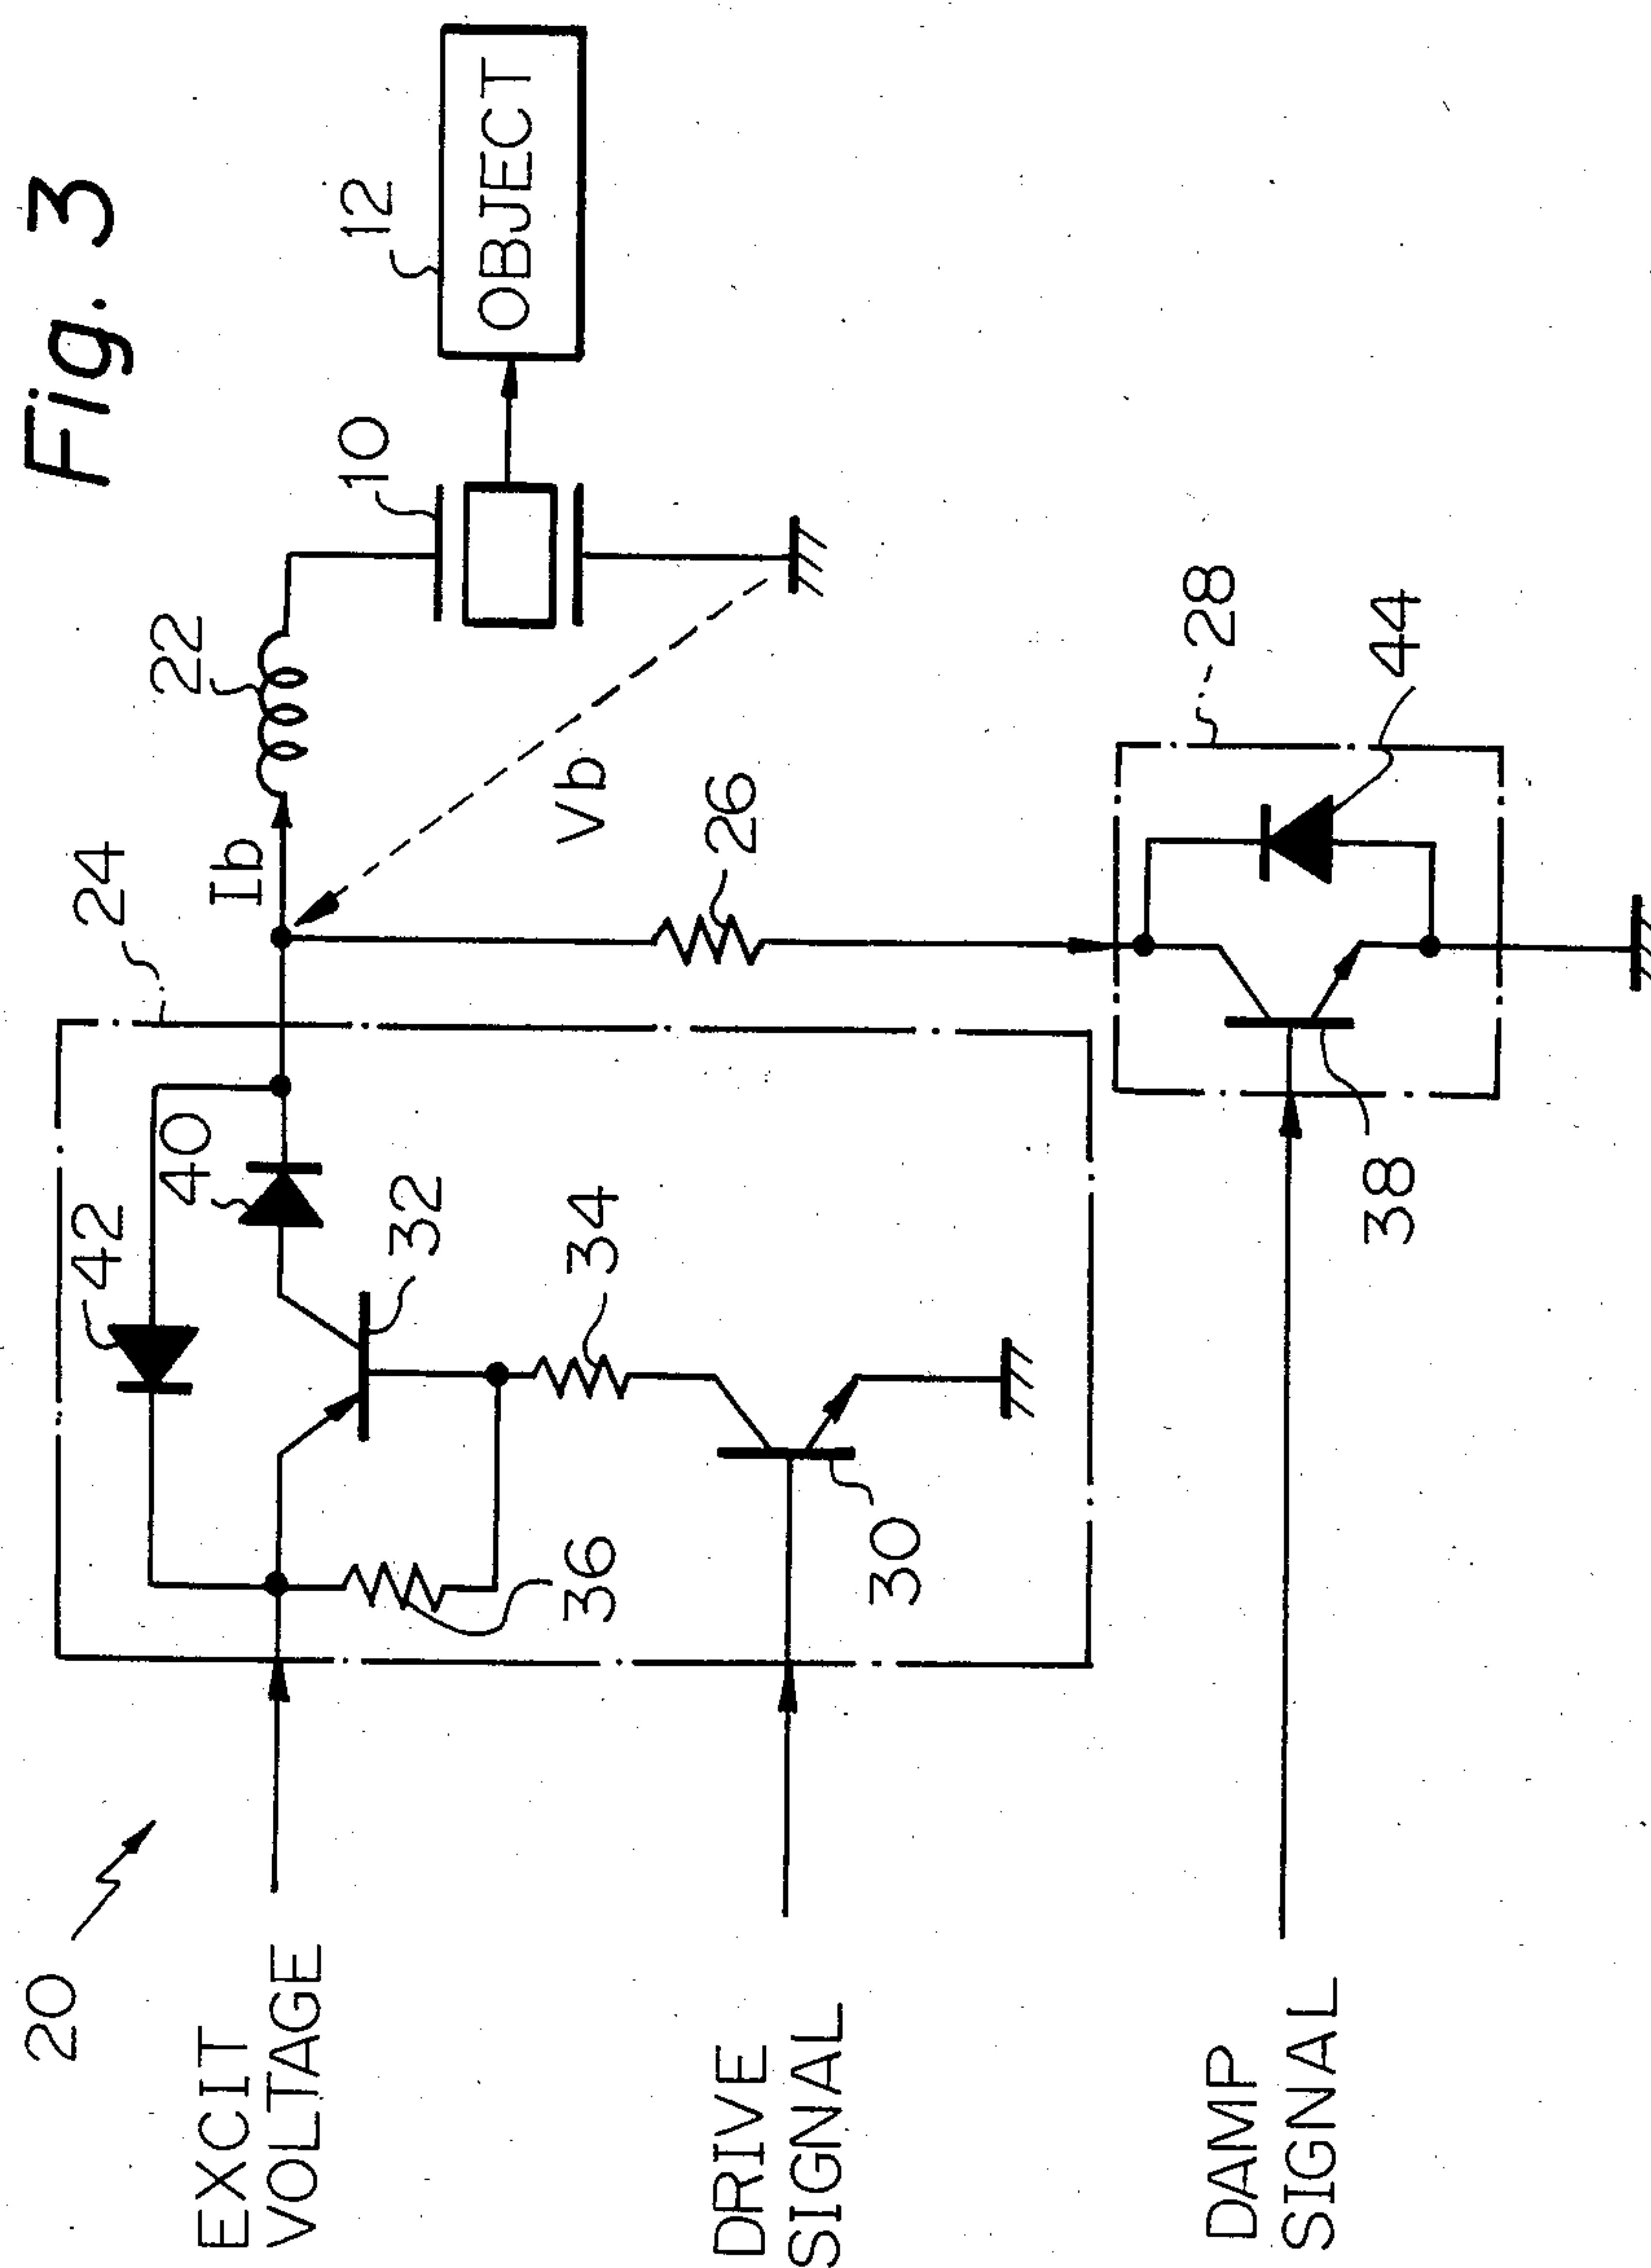 Fig. 3
20
EXCIT
VOLTAGE
DRIVE
SIGNAL
DAMP
SIGNAL
24
42
40
32
36
34
30
Ib
22
10
12
OBJECT
Vb
26
28
44
38